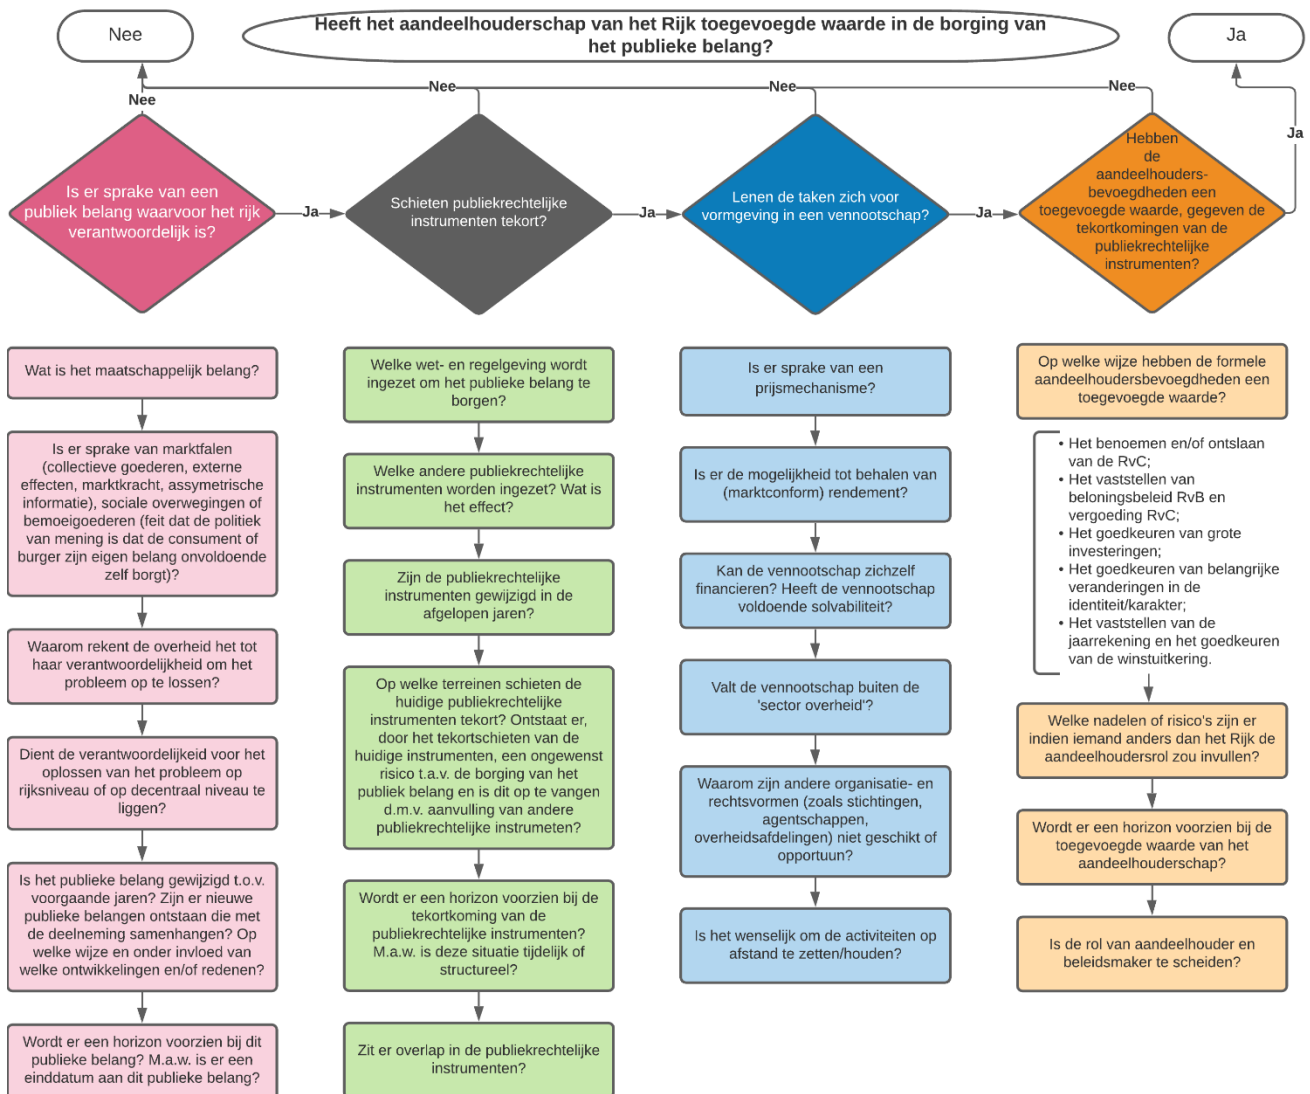 Nee
Heeft het aandeelhouderschap van het Rijk toegevoegde waarde in de borging van
het publieke belang?
Ja
Nee
Nee
Nee
Nee
Ja
Is er sprake van een
publiek belang waarvoor het rijk
verantwoordelijk is?
Ja
Schieten publiekrechtelijke
instrumenten tekort?
Ja
Lenen de taken zich voor
vormgeving in een vennootschap?
Ja
Hebben
de
aandeelhouders-
bevoegdheden een
toegevoegde waarde, gegeven de
tekortkomingen van de
publiekrechtelijke
instrumenten?
Wat is het maatschappelijk belang?
Is er sprake van marktfalen
(collectieve goederen, externe
effecten, marktkracht, assymetrische
informatie), sociale overwegingen of
bemoeigoederen (feit dat de politiek
van mening is dat de consument of
burger zijn eigen belang onvoldoende
zelf borgt)?
Waarom rekent de overheid het tot
haar verantwoordelijkheid om het
probleem op te lossen?
Dient de verantwoordelijkeid voor het
oplossen van het probleem op
rijksniveau of op decentraal niveau te
liggen?
Is het publieke belang gewijzigd t.o.v.
voorgaande jaren? Zijn er nieuwe
publieke belangen ontstaan die met
de deelneming samenhangen? Op
welke wijze en onder invloed van
welke ontwikkelingen en/of redenen?
Wordt er een horizon voorzien bij dit
publieke belang? M.a.w. is er een
einddatum aan dit publieke belang?
Welke wet- en regelgeving wordt
ingezet om het publieke belang te
borgen?
Welke andere publiekrechtelijke
instrumenten worden ingezet? Wat is
het effect?
Zijn de publiekrechtelijke
instrumenten gewijzigd in de
afgelopen jaren?
Op welke terreinen schieten de
huidige publiekrechtelijke
instrumenten tekort? Ontstaat er,
door het tekortschieten van de
huidige instrumenten, een ongewenst
risico t.a.v. de borging van het
publiek belang en is dit op te vangen
d.m.v. aanvulling van andere
publiekrechtelijke instrumeten?
Wordt er een horizon voorzien bij de
tekortkoming van de
publiekrechtelijke instrumenten?
M.a.w. is deze situatie tijdelijk of
structureel?
Zit er overlap in de publiekrechtelijke
instrumenten?
Is er sprake van een
prijsmechanisme?
Is er de mogelijkheid tot behalen van
(marktconform) rendement?
Kan de vennootschap zichzelf
financieren? Heeft de vennootschap
voldoende solvabiliteit?
Valt de vennootschap buiten de
'sector overheid'?
Waarom zijn andere organisatie- en
rechtsvormen (zoals stichtingen,
agentschappen,
overheidsafdelingen) niet geschikt of
opportuun?
Is het wenselijk om de activiteiten op
afstand te zetten/houden?
Op welke wijze hebben de formele
aandeelhoudersbevoegdheden een
toegevoegde waarde?
• Het benoemen en/of ontslaan
van de RvC;
• Het vaststellen van
beloningsbeleid RvB en
vergoeding RvC;
• Het goedkeuren van grote
investeringen;
• Het goedkeuren van belangrijke
veranderingen in de
identiteit/karakter;
• Het vaststellen van de
jaarrekening en het goedkeuren
van de winstuitkering.
Welke nadelen of risico's zijn er
indien iemand anders dan het Rijk de
aandeelhoudersrol zou invullen?
Wordt er een horizon voorzien bij de
toegevoegde waarde van het
aandeelhouderschap?
Is de rol van aandeelhouder en
beleidsmaker te scheiden?